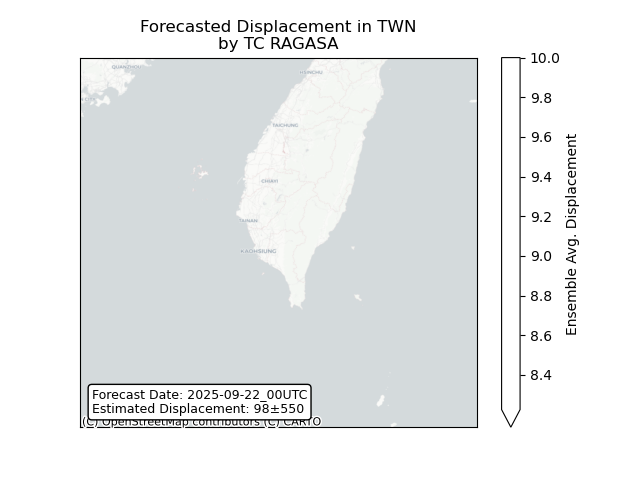 Forecasted Displacement in TWN
by TC RAGASA
QUANZHOU
HSINCHU
TAICHUNG
CHIAYI
TAINAN
KAOHSIUNG
10.0
9.8
9.6
9.4
9.2
9.0
8.8
8.6
8.4
Ensemble Avg. Displacement
Forecast Date: 2025-09-22_00UTC
Estimated Displacement: 98±550
(C) OpenStreetMap contributors (C) CARTO